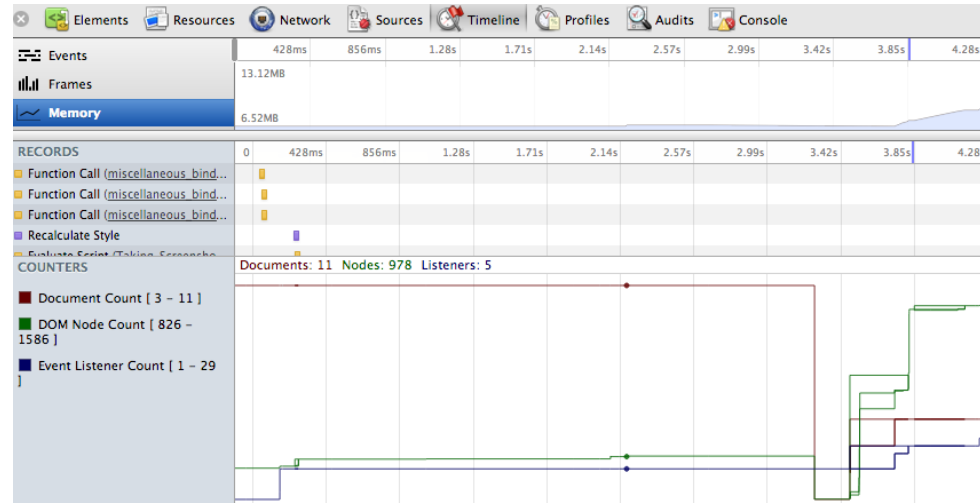 Elements Resources Network Sources Timeline Profiles Audits Console
Events
Frames
Memory
428ms 856ms 1.28s 1.71s 2.14s 2.57s 2.99s 3.42s 3.85s 4.28s
13.12MB
6.52MB
RECORDS
0 428ms 856ms 1.28s 1.71s 2.14s 2.57s 2.99s 3.42s 3.85s 4.28
Function Call (miscellaneous_bind...
Function Call (miscellaneous_bind...
Function Call (miscellaneous_bind...
Recalculate Style
Evaluate Script (Taking-Screensho...
COUNTERS
Documents: 11 Nodes: 978 Listeners: 5
Document Count [ 3 – 11 ]
DOM Node Count [ 826 –
1586 ]
Event Listener Count [ 1 – 29
]